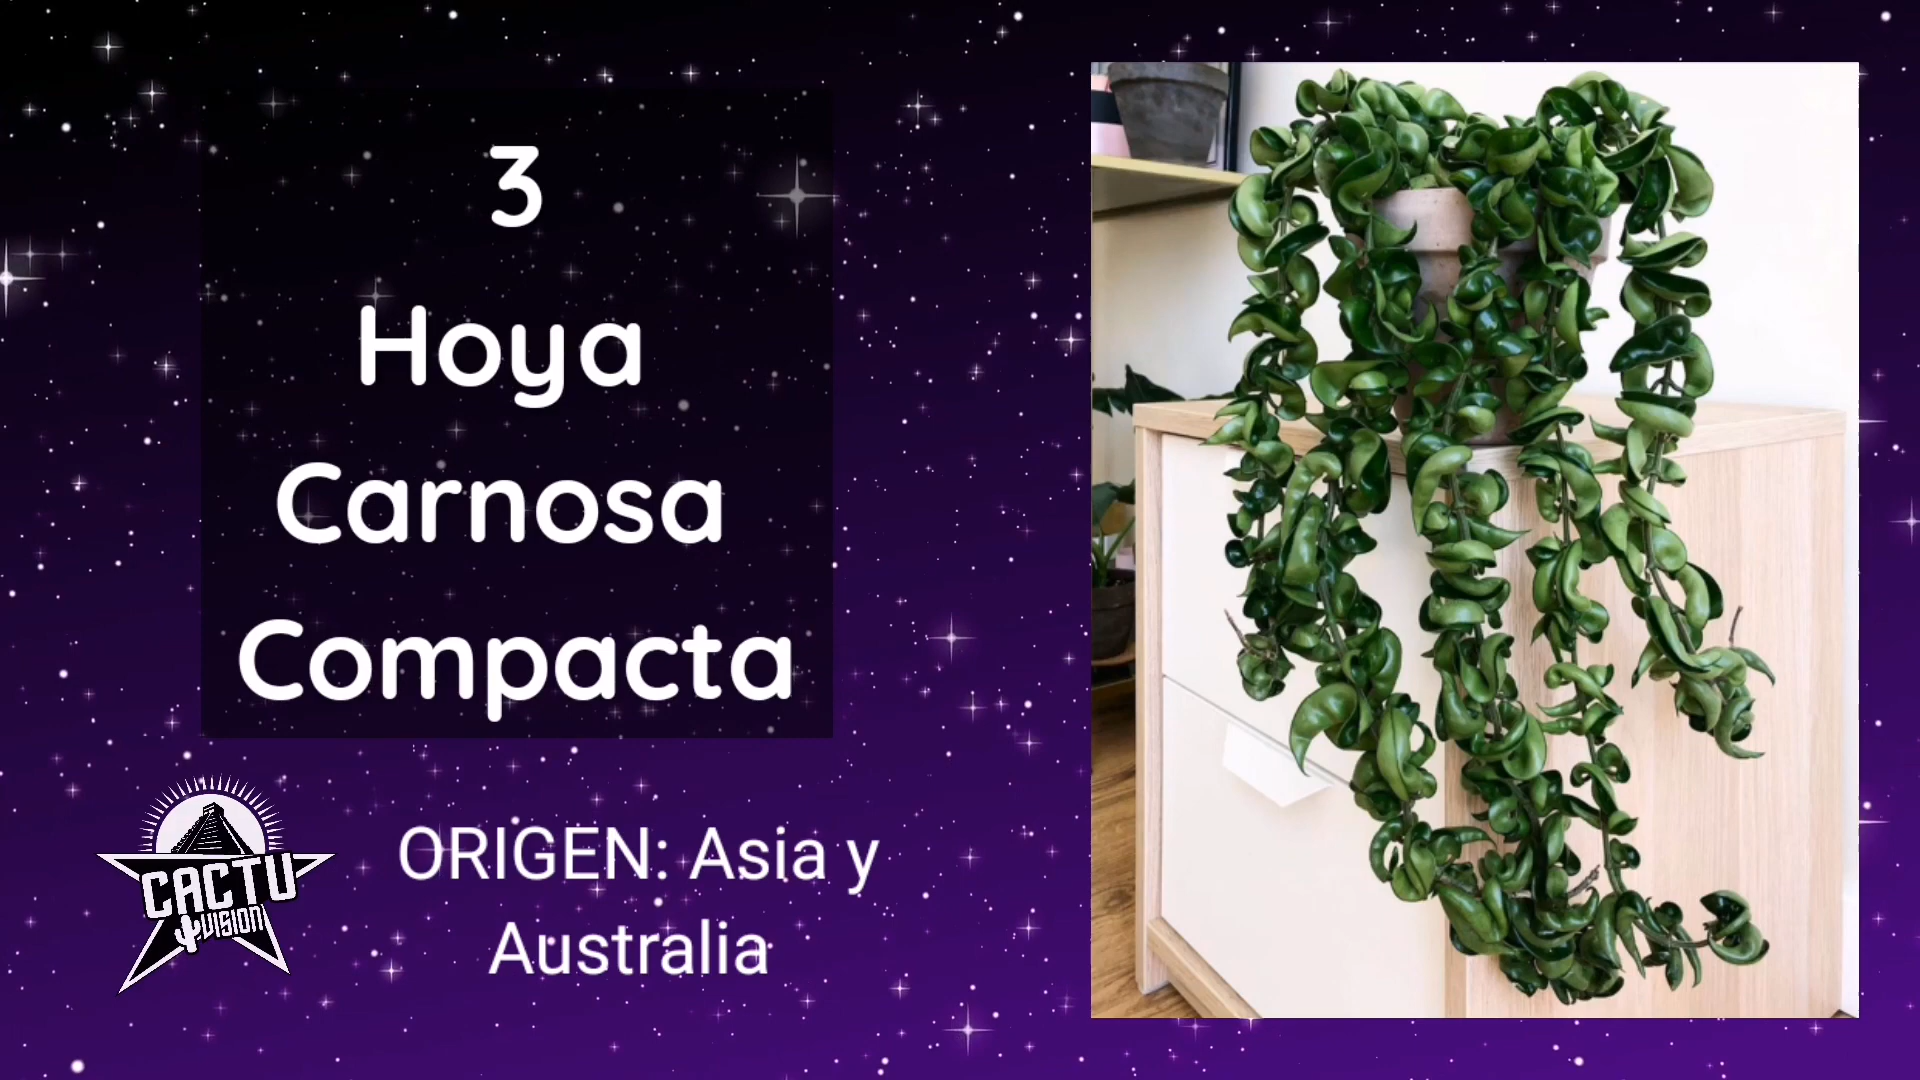 3
Hoya
Carnosa
Compacta
CACTU
VISION
ORIGEN: Asia y
Australia